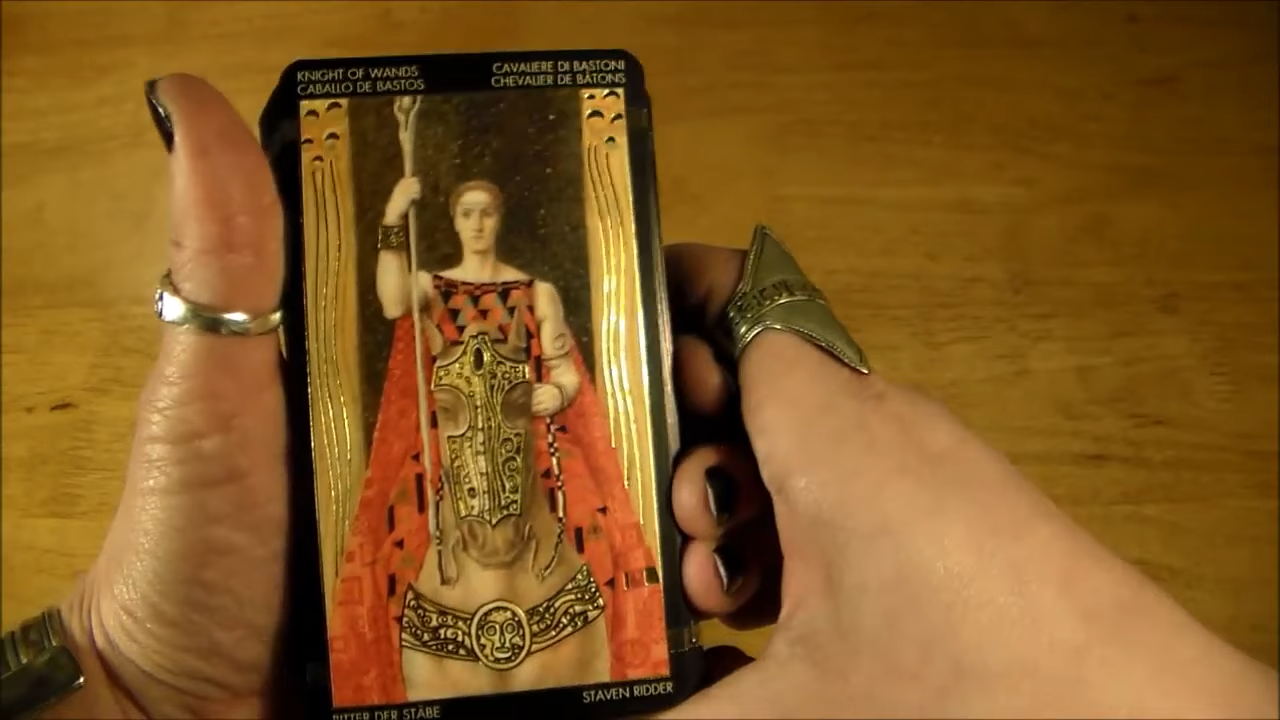 KNIGHT OF WANDS
CABALLO DE BASTOS
CAVALIERE DI BASTONI
CHEVALIER DE BÂTONS
RITTER DER STÄBE
STAVEN RIDDER